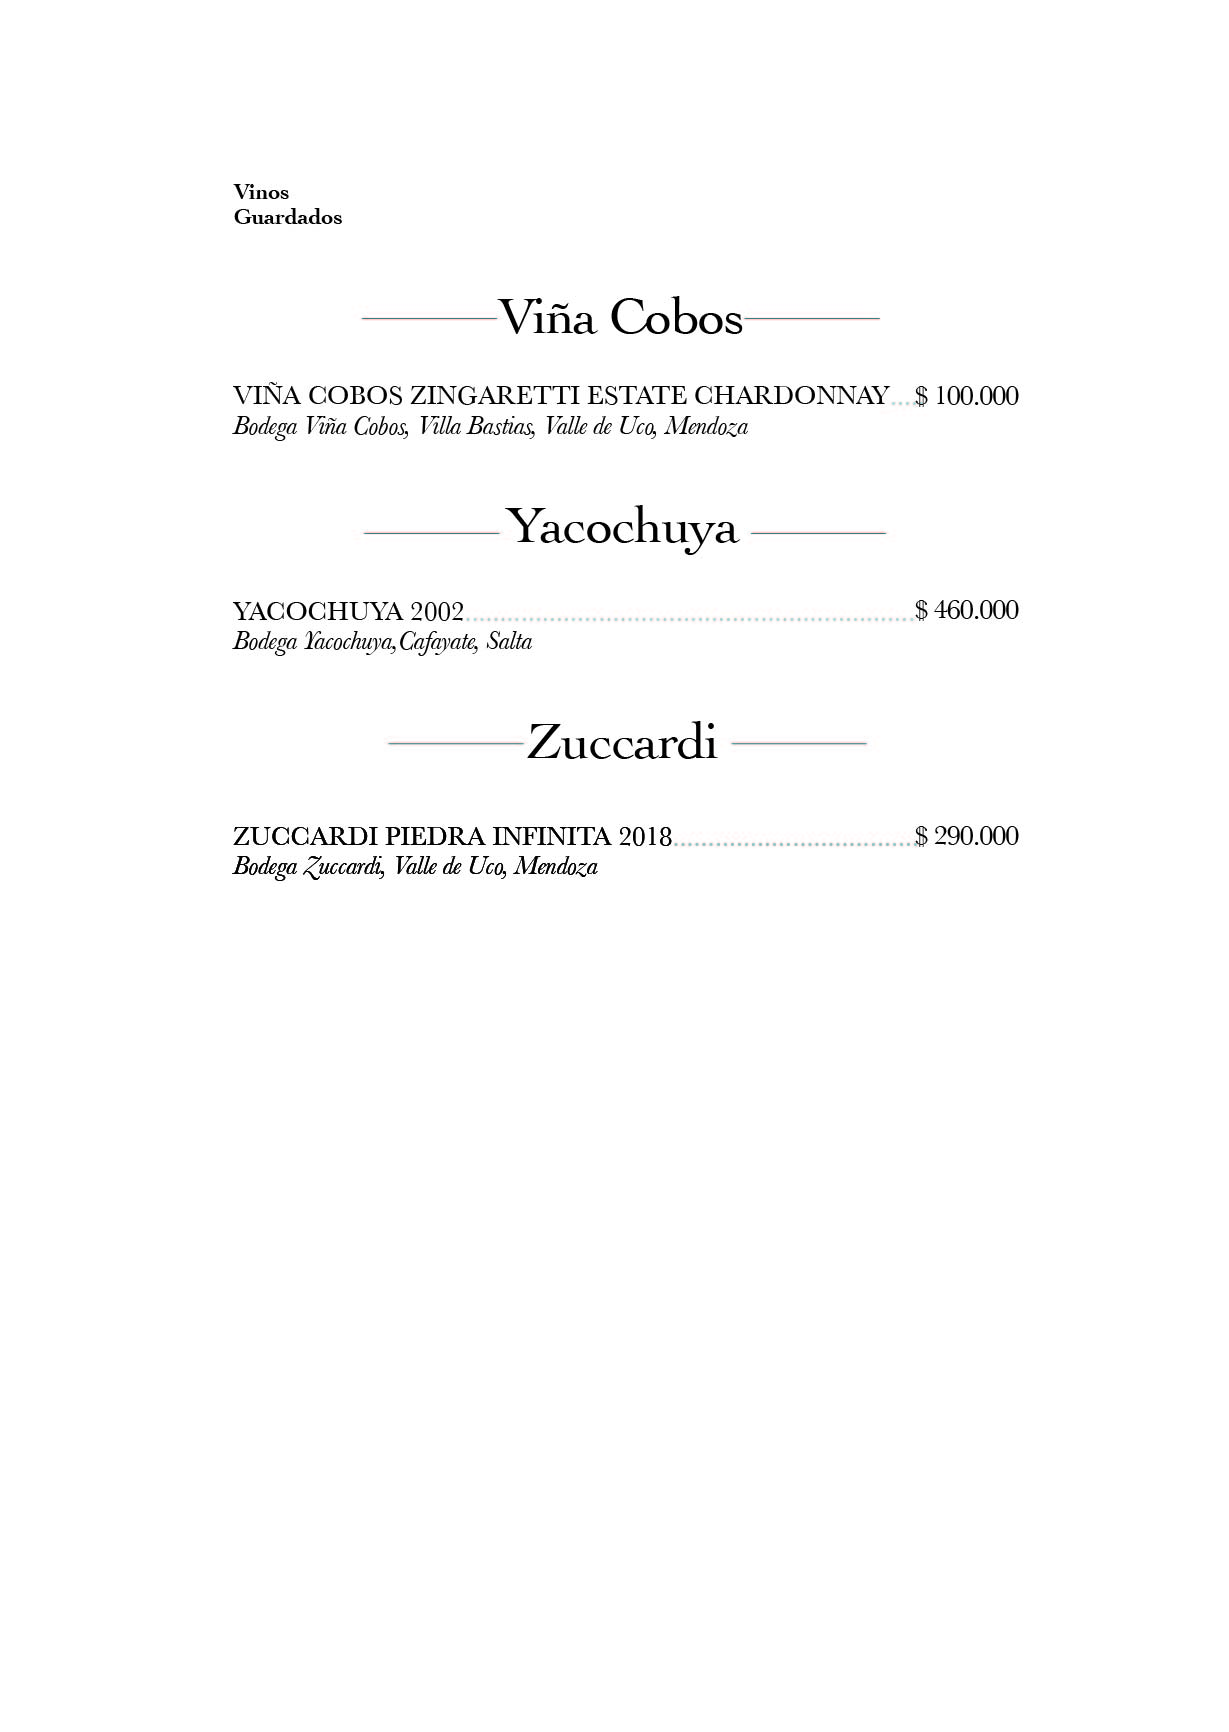 Vinos
Guardados
Viña Cobos
VIÑA COBOS ZINGARETTI ESTATE CHARDONNAY....$ 100.000
Bodega Viña Cobos, Villa Bastias, Valle de Uco, Mendoza
Yacochuya
YACOCHUYA 2002................................................................$ 460.000
Bodega Yacochuya,Cafayate, Salta
Zuccardi
ZUCCARDI PIEDRA INFINITA 2018...................................$ 290.000
Bodega Zuccardi, Valle de Uco, Mendoza